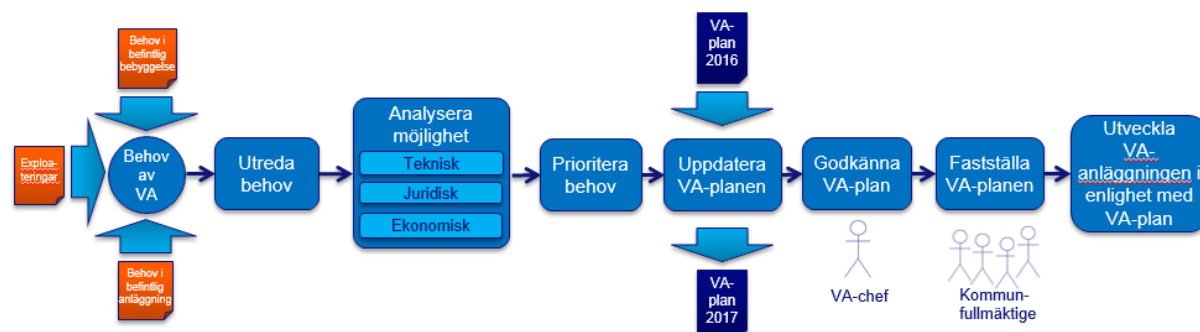 Behov i
befintlig
bebyggelse
Exploa-
teringar
Behov
av
VA
Behov i
befintlig
anläggning
Utreda
behov
Analysera
möjlighet
Teknisk
Juridisk
Ekonomisk
Prioritera
behov
VA-
plan
2016
Uppdatera
VA-planen
VA-
plan
2017
Godkänna
VA-plan
VA-chef
Fastställa
VA-planen
Kommun-
fullmäktige
Utveckla
VA-
anläggningen i
enlighet med
VA-plan